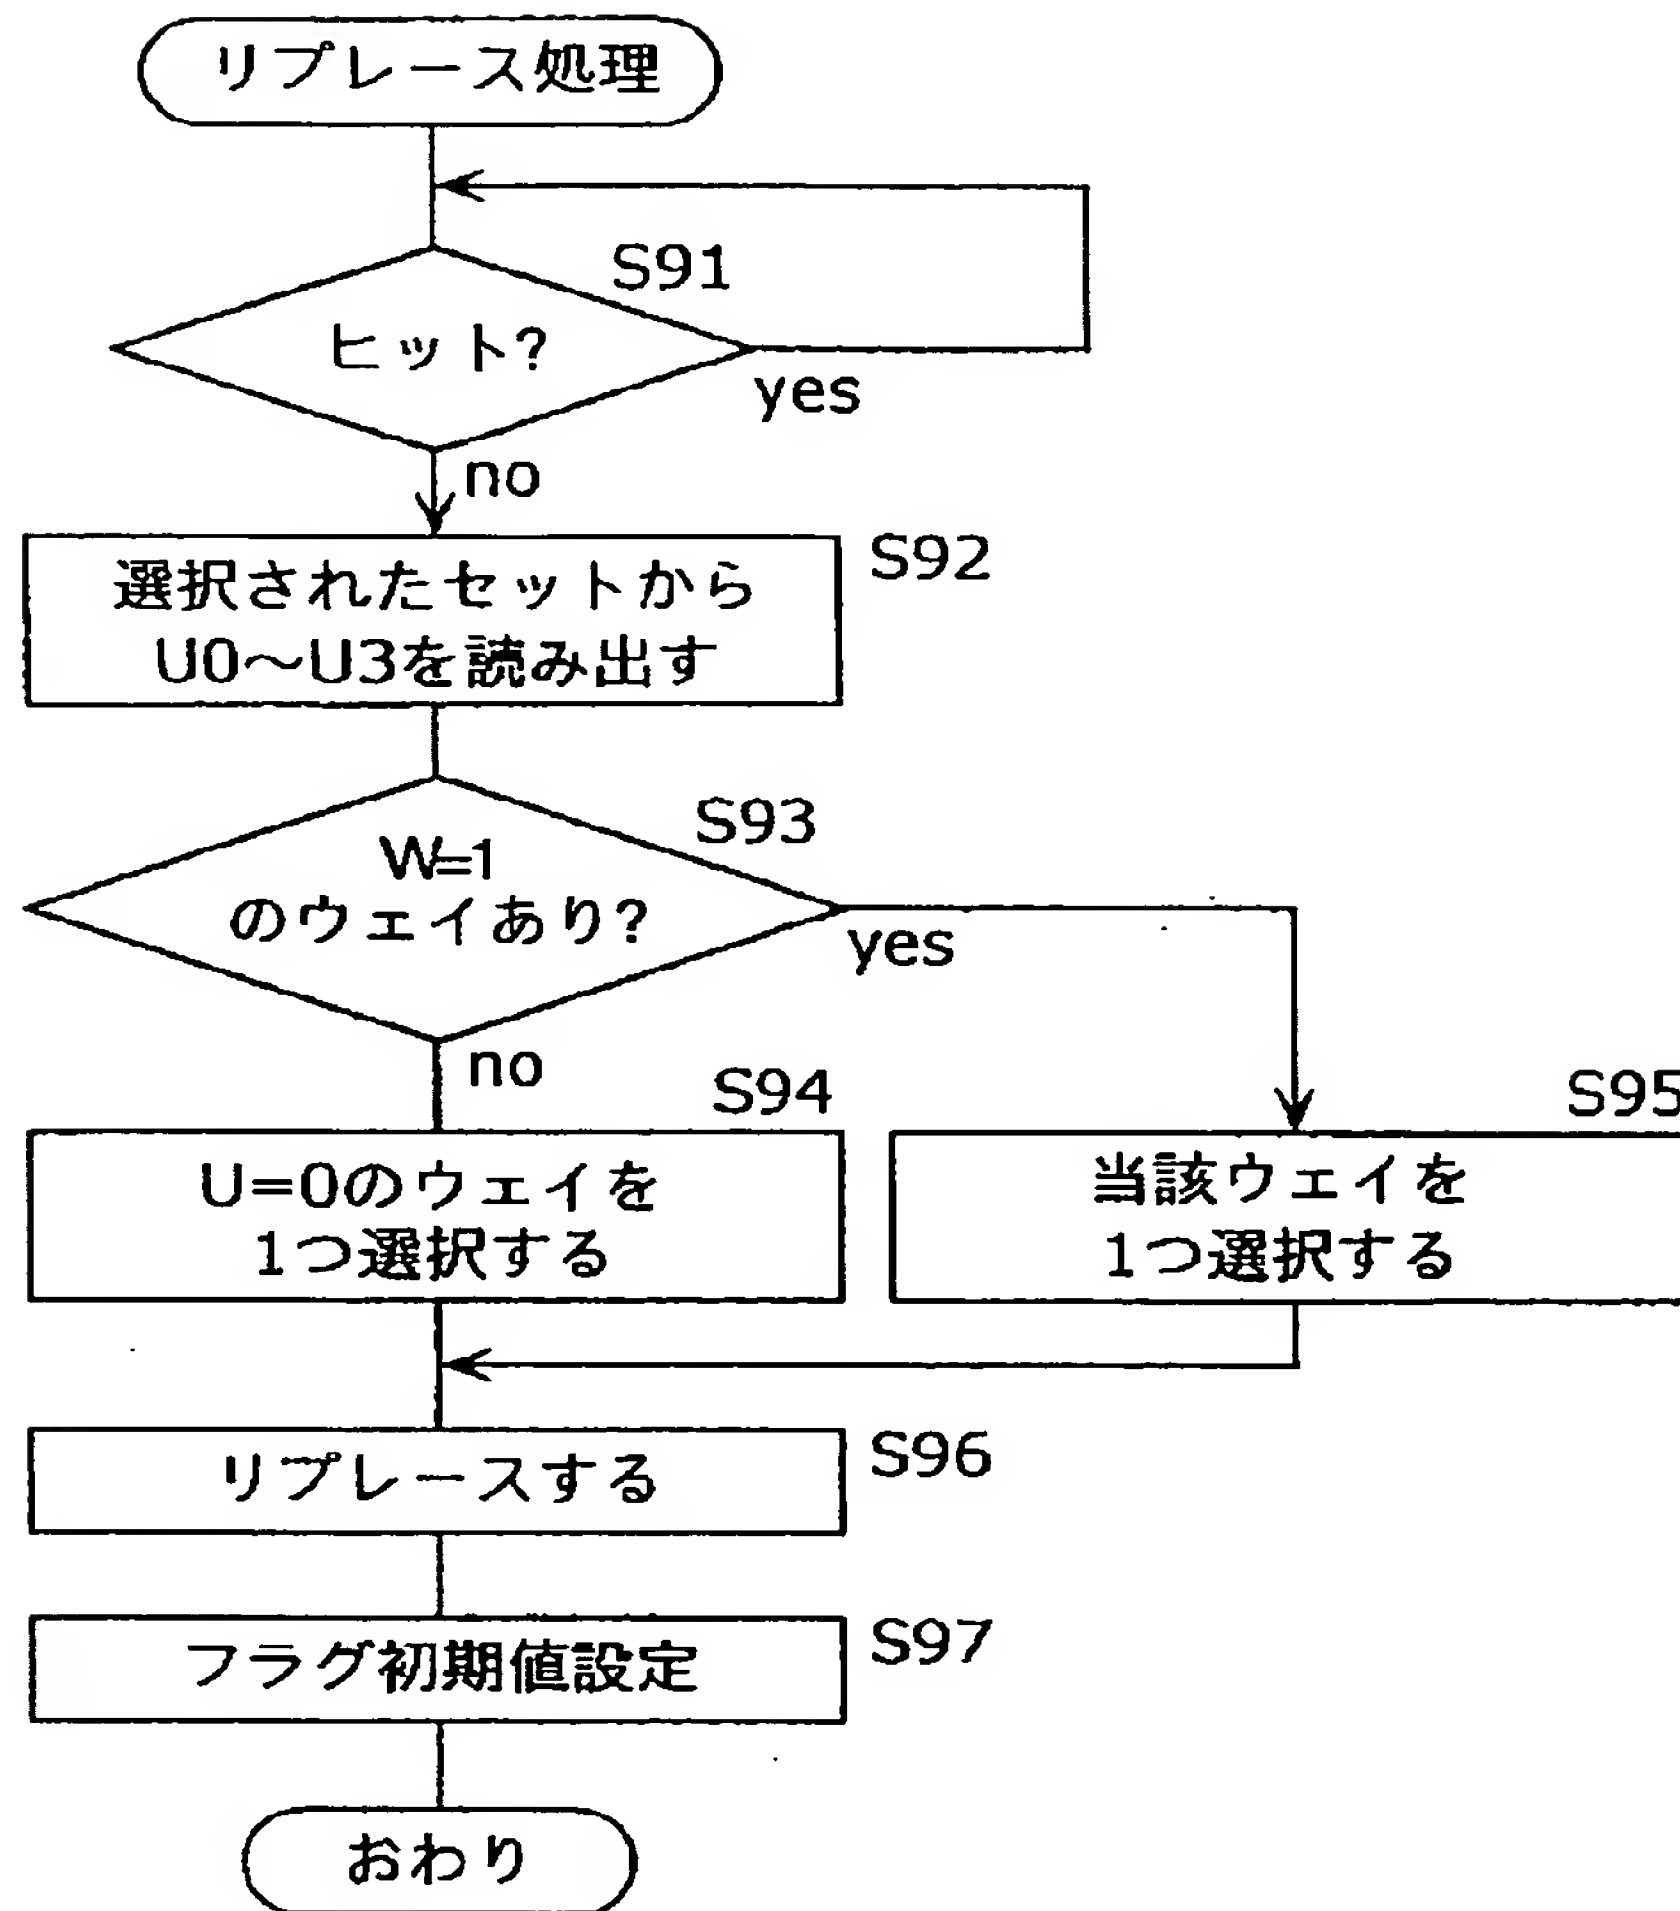 リプレース処理
S91
ヒット?
yes
no
S92
選択されたセットから
U0～U3を読み出す
S93
W=1
のウェイあり?
yes
no
S94
S95
U=0のウェイを
1つ選択する
当該ウェイを
1つ選択する
リプレースする
S96
フラグ初期値設定
S97
おわり